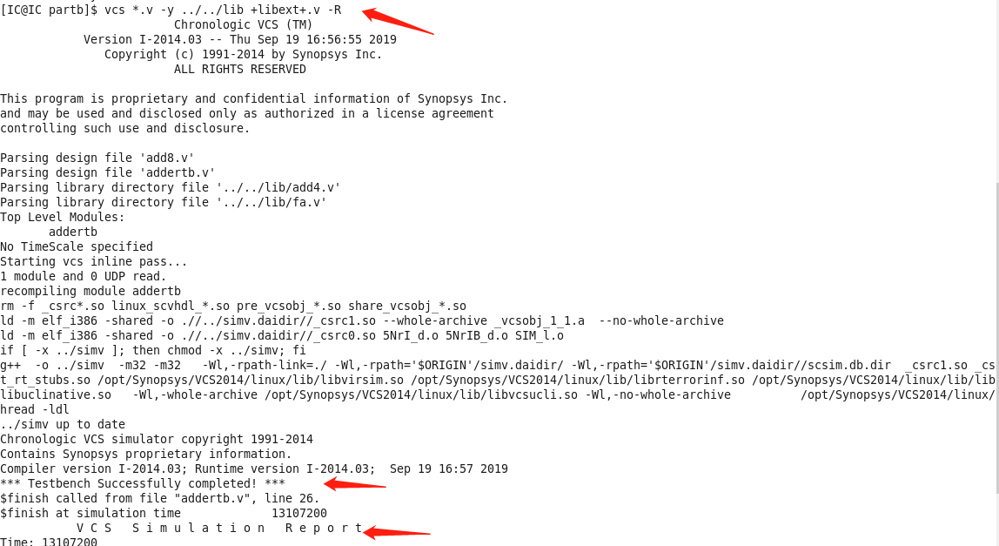 [IC@IC partb]$ vcs *.v -y ../../lib +libext+.v -R
Chronologic VCS (TM)
Version I-2014.03 -- Thu Sep 19 16:56:55 2019
Copyright (c) 1991-2014 by Synopsys Inc.
ALL RIGHTS RESERVED
This program is proprietary and confidential information of Synopsys Inc.
and may be used and disclosed only as authorized in a license agreement
controlling such use and disclosure.
Parsing design file 'add8.v'
Parsing design file 'addertb.v'
Parsing library directory file '../../lib/add4.v'
Parsing library directory file '../../lib/fa.v'
Top Level Modules:
addertb
No TimeScale specified
Starting vcs inline pass...
1 module and 0 UDP read.
recompiling module addertb
rm -f _csrc*.so linux_scvhdl_*.so pre_vcsobj_*.so share_vcsobj_*.so
ld -m elf_i386 -shared -o .//../simv.daidir//_csrc1.so --whole-archive _vcsobj_1_1.a  --no-whole-archive
ld -m elf_i386 -shared -o .//../simv.daidir//_csrc0.so 5NrI_d.o 5NrIB_d.o SIM_l.o
if [ -x ../simv ]; then chmod -x ../simv; fi
g++  -o ../simv  -m32 -m32   -Wl,-rpath-link=./ -Wl,-rpath='$ORIGIN'/simv.daidir/ -Wl,-rpath='$ORIGIN'/simv.daidir//scsim.db.dir  _csrc1.so _cs
t_rt_stubs.so /opt/Synopsys/VCS2014/linux/lib/libvirsim.so /opt/Synopsys/VCS2014/linux/lib/librterrorinf.so /opt/Synopsys/VCS2014/linux/lib/lib
libuclinative.so   -Wl,-whole-archive /opt/Synopsys/VCS2014/linux/lib/libvcsucli.so -Wl,-no-whole-archive          /opt/Synopsys/VCS2014/linux/
hread -ldl
../simv up to date
Chronologic VCS simulator copyright 1991-2014
Contains Synopsys proprietary information.
Compiler version I-2014.03; Runtime version I-2014.03;  Sep 19 16:57 2019
*** Testbench Successfully completed! ***
$finish called from file "addertb.v", line 26.
$finish at simulation time             13107200
V C S   S i m u l a t i o n   R e p o r t
Time: 13107200